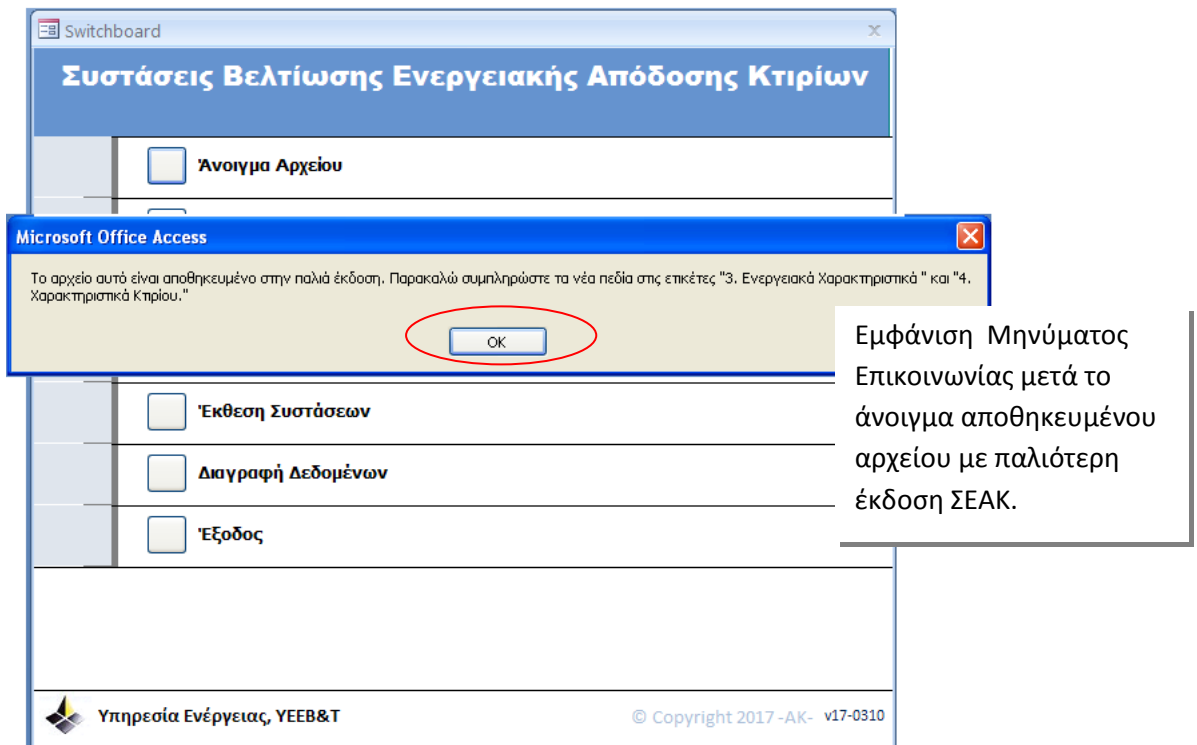 Switchboard
Συστάσεις Βελτίωσης Ενεργειακής Απόδοσης Κτιρίων
Άνοιγμα Αρχείου
Microsoft Office Access
Το αρχείο αυτό είναι αποθηκευμένο στην παλιά έκδοση. Παρακαλώ συμπληρώστε τα νέα πεδία στις ετικέτες "3. Ενεργειακά Χαρακτηριστικά " και "4.
Χαρακτηριστικά Κτιρίου."
OK
Εμφάνιση Μηνύματος
Επικοινωνίας μετά το
άνοιγμα αποθηκευμένου
αρχείου με παλιότερη
έκδοση ΣΕΑΚ.
Έκθεση Συστάσεων
Διαγραφή Δεδομένων
Έξοδος
Υπηρεσία Ενέργειας, ΥΕΕΒ&Τ
© Copyright 2017 -AK- v17-0310